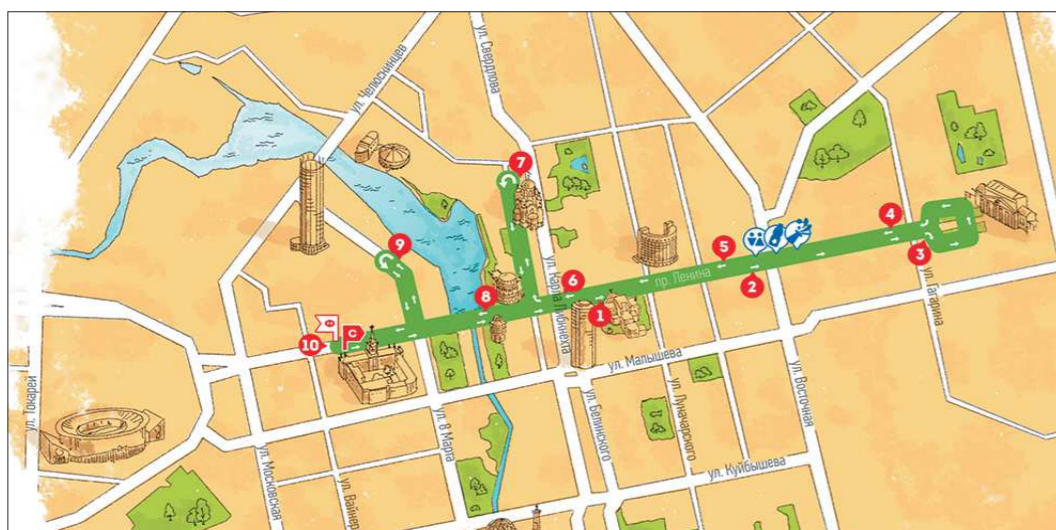 ул. Челюскинцев
ул. Свердлова
7
9
8
6
1
5
2
4
3
10
С
пр. Ленина
ул. Карла Либкнехта
ул. Гагарина
ул. Малышева
ул. Токарей
ул. Московская
ул. Вайнер
ул. 8 Марта
ул. Белинского
ул. Луначарского
ул. Восточная
ул. Куйбышева